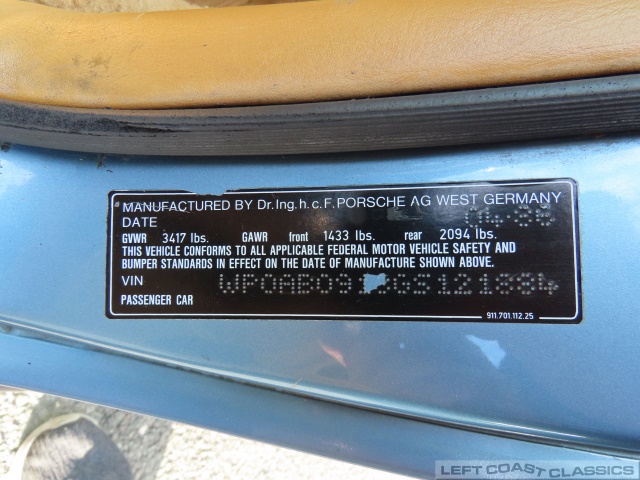 MANUFACTURED BY Dr.Ing.h.c.F.PORSCHE AG WEST GERMANY
DATE
GVWR 3417 lbs. GAWR front 1433 lbs. rear 2094 lbs.
THIS VEHICLE CONFORMS TO ALL APPLICABLE FEDERAL MOTOR VEHICLE SAFETY AND
BUMPER STANDARDS IN EFFECT ON THE DATE OF MANUFACTURE SHOWN ABOVE.
VIN
PASSENGER CAR 911.701.112.25
LEFT COAST CLASSICS